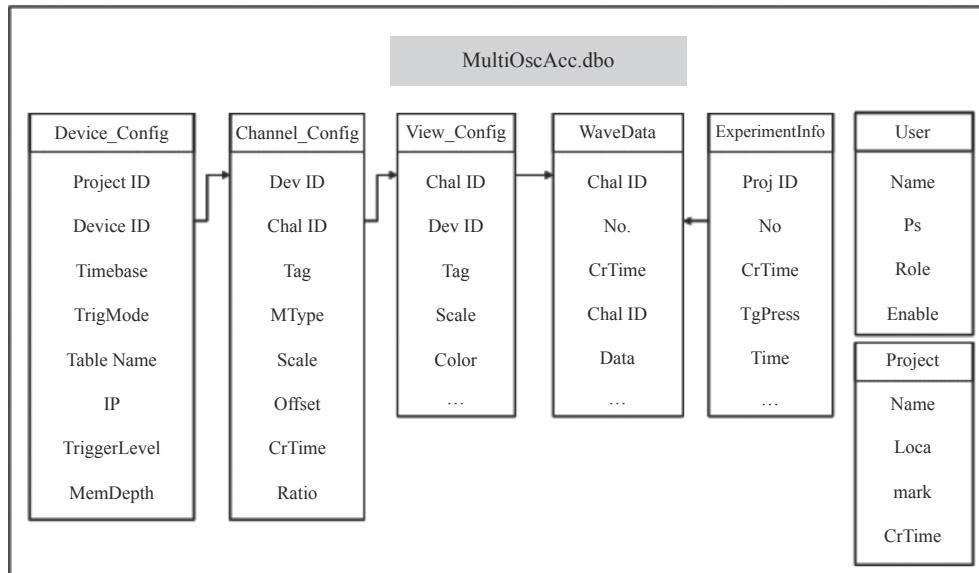 MultiOscAcc.dbo
Device_Config
Project ID
Device ID
Timebase
TrigMode
Table Name
IP
TriggerLevel
MemDepth
Channel_Config
Dev ID
Chal ID
Tag
MType
Scale
Offset
CrTime
Ratio
View_Config
Chal ID
Dev ID
Tag
Scale
Color
…
WaveData
Chal ID
No.
CrTime
Chal ID
Data
…
ExperimentInfo
Proj ID
No
CrTime
TgPress
Time
…
User
Name
Ps
Role
Enable
Project
Name
Loca
mark
CrTime